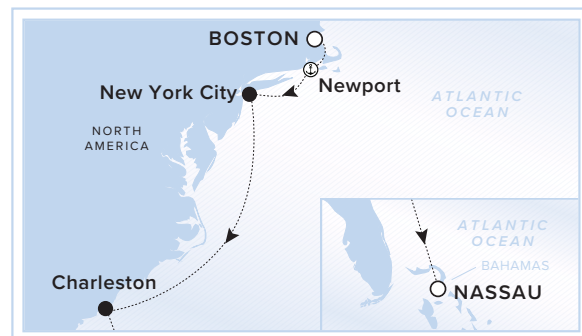 BOSTON
Newport
New York City
ATLANTIC
OCEAN
NORTH
AMERICA
Charleston
ATLANTIC
OCEAN
BAHAMAS
NASSAU